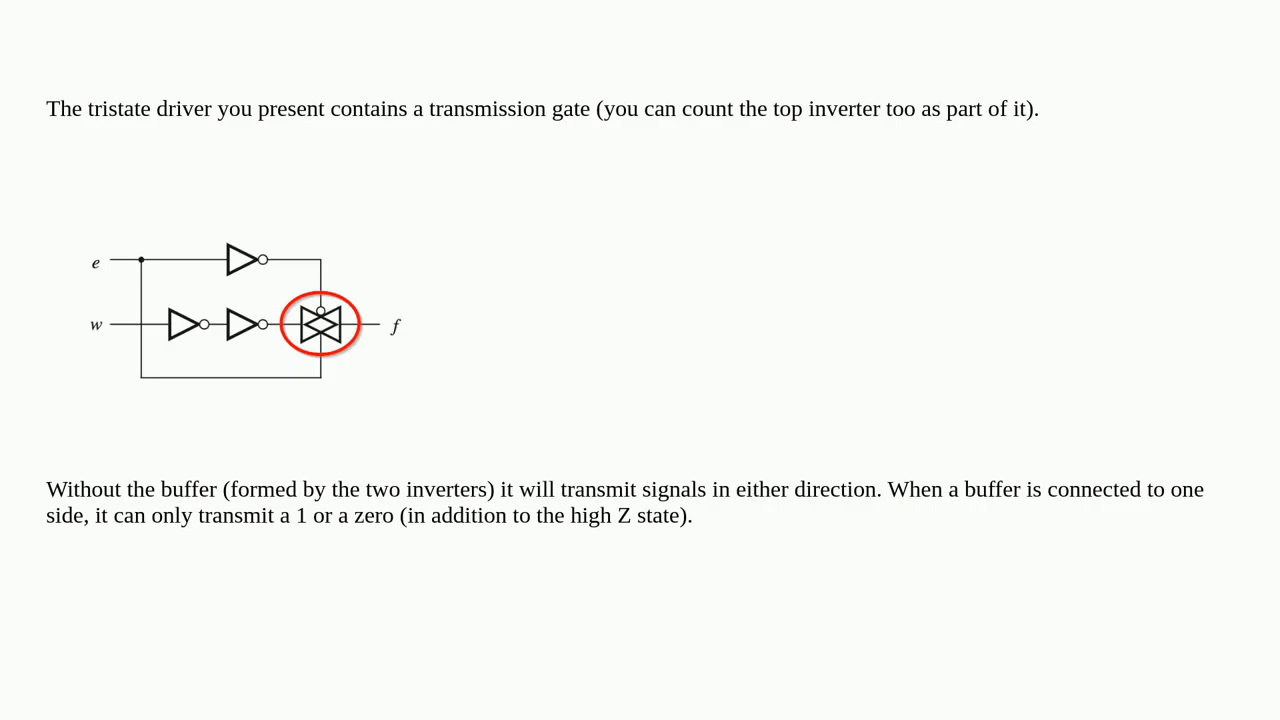 The tristate driver you present contains a transmission gate (you can count the top inverter too as part of it).
e
w
f
Without the buffer (formed by the two inverters) it will transmit signals in either direction. When a buffer is connected to one
side, it can only transmit a 1 or a zero (in addition to the high Z state).